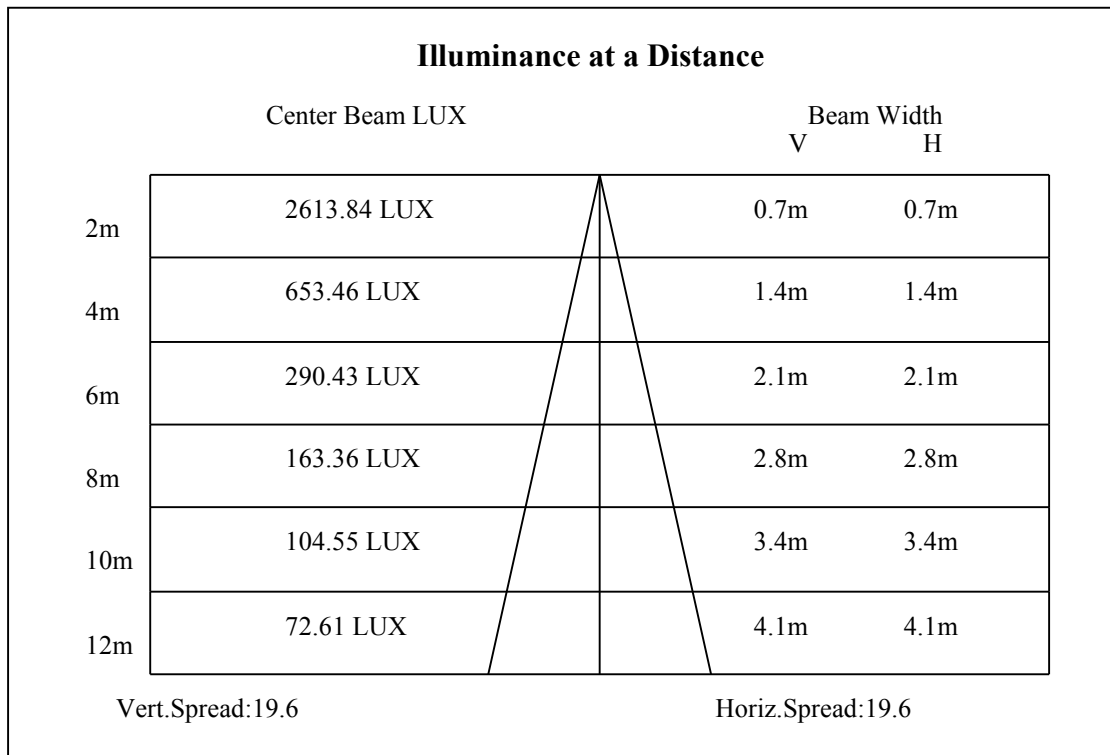 Illuminance at a Distance
Center Beam LUX Beam Width
V H
2m 2613.84 LUX 0.7m 0.7m
4m 653.46 LUX 1.4m 1.4m
6m 290.43 LUX 2.1m 2.1m
8m 163.36 LUX 2.8m 2.8m
10m 104.55 LUX 3.4m 3.4m
12m 72.61 LUX 4.1m 4.1m
Vert.Spread:19.6 Horiz.Spread:19.6